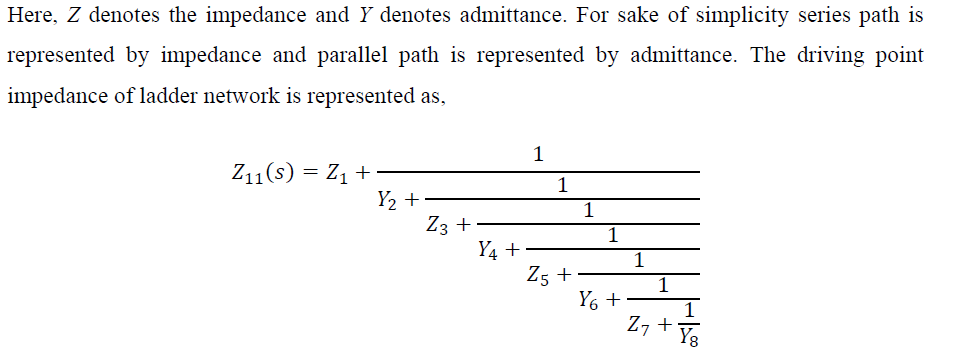 Here, Z denotes the impedance and Y denotes admittance. For sake of simplicity series path is
represented by impedance and parallel path is represented by admittance. The driving point
impedance of ladder network is represented as,
Z₁₁(s) = Z₁ + 1
Y₂ + 1
Z₃ + 1
Y₄ + 1
Z₅ + 1
Y₆ + 1
Z₇ + 1
Y₈